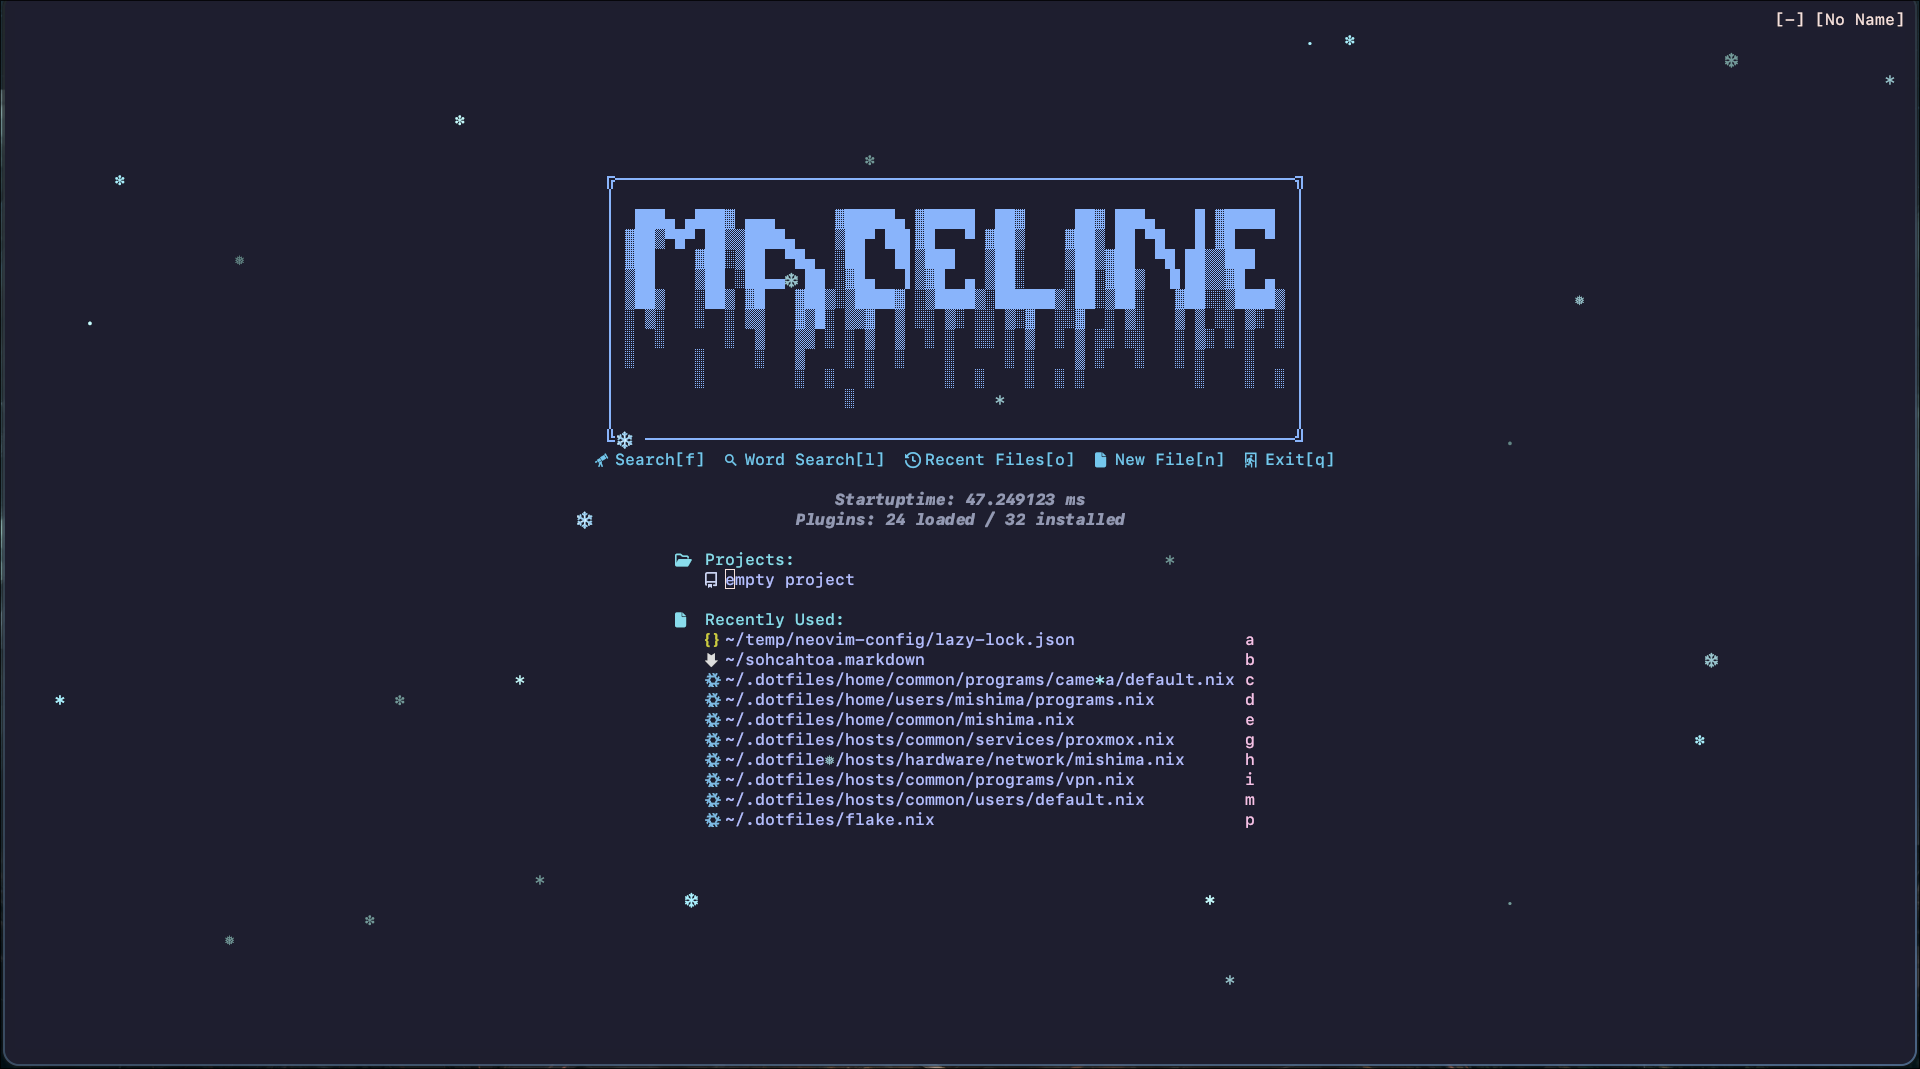 [-] [No Name]
MADELINE
Search[f] Word Search[l] Recent Files[o] New File[n] Exit[q]
Startuptime: 47.249123 ms
Plugins: 24 loaded / 32 installed
Projects:
empty project
Recently Used:
{} ~/temp/neovim-config/lazy-lock.json a
~/sohcahtoa.markdown b
~/.dotfiles/home/common/programs/came*a/default.nix c
~/.dotfiles/home/users/mishima/programs.nix d
~/.dotfiles/home/common/mishima.nix e
~/.dotfiles/hosts/common/services/proxmox.nix g
~/.dotfile❅/hosts/hardware/network/mishima.nix h
~/.dotfiles/hosts/common/programs/vpn.nix i
~/.dotfiles/hosts/common/users/default.nix m
~/.dotfiles/flake.nix p